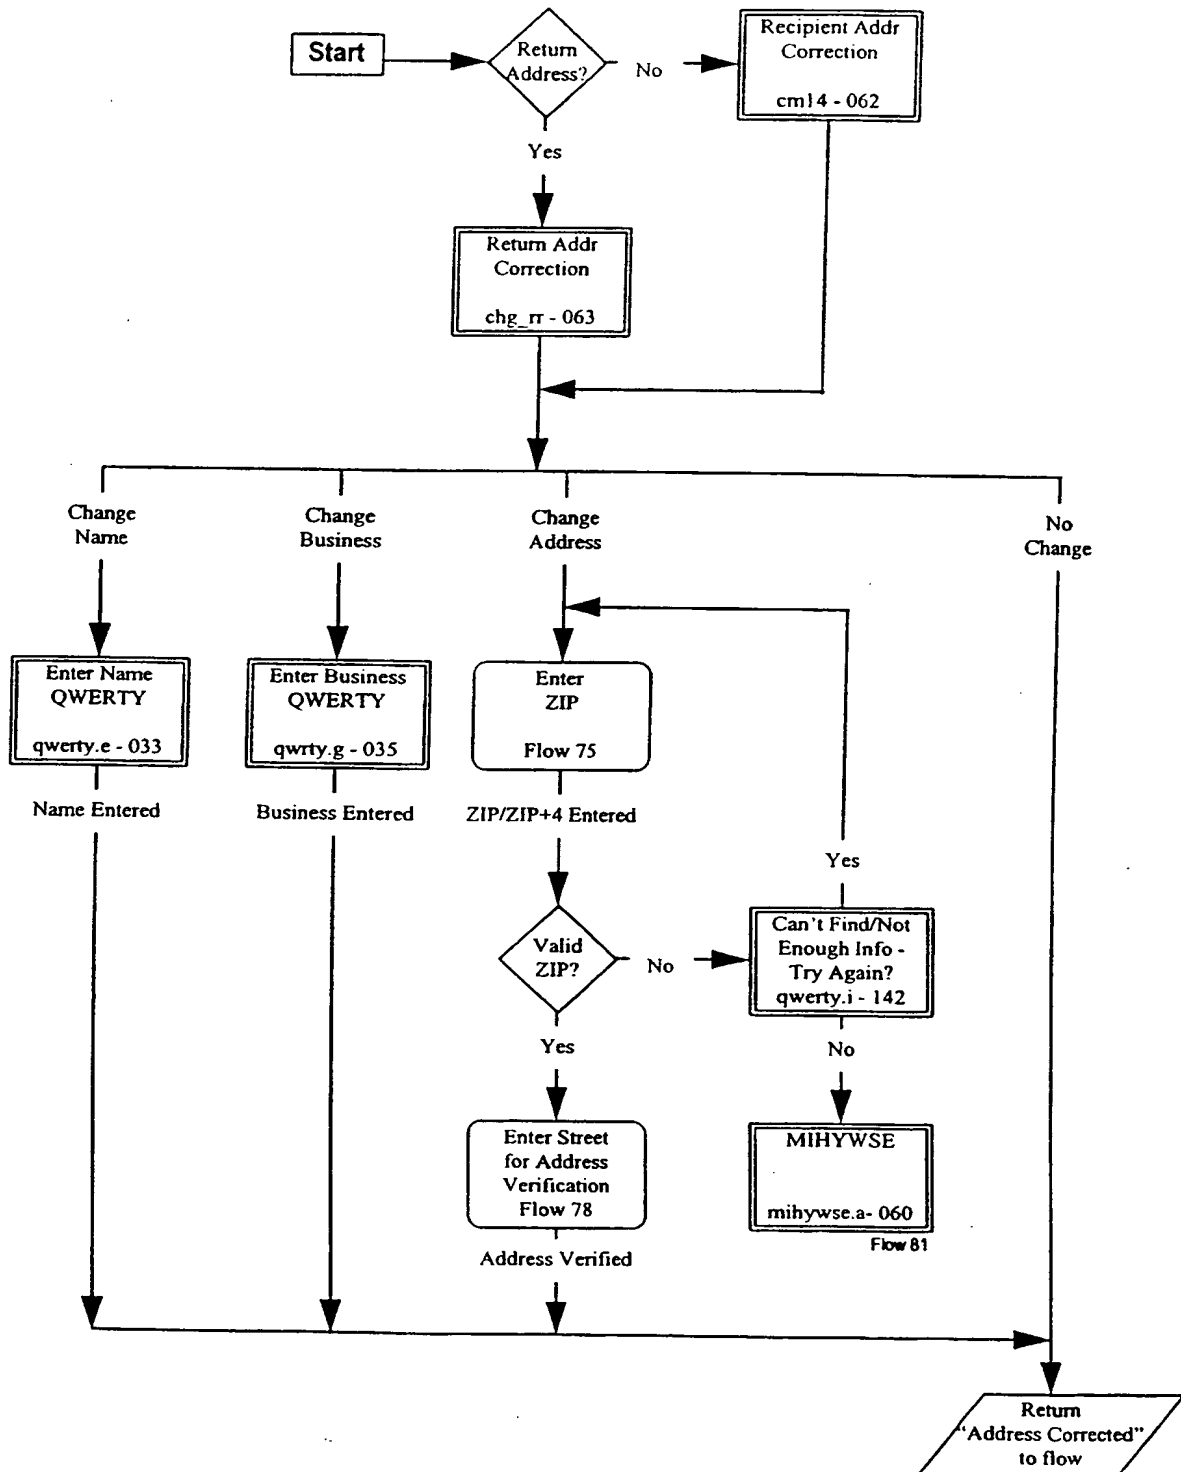 Start
Return
Address?
No
Recipient Addr
Correction
cm14 - 062
Yes
Return Addr
Correction
chg_rr - 063
Change
Name
Change
Business
Change
Address
No
Change
Enter Name
QWERTY
qwerty.e - 033
Enter Business
QWERTY
qwrty.g - 035
Enter
ZIP
Flow 75
Name Entered
Business Entered
ZIP/ZIP+4 Entered
Yes
Valid
ZIP?
No
Can't Find/Not
Enough Info -
Try Again?
qwerty.i - 142
Yes
No
Enter Street
for Address
Verification
Flow 78
MIHYWSE
mihywse.a- 060
Flow 81
Address Verified
Return
"Address Corrected"
to flow